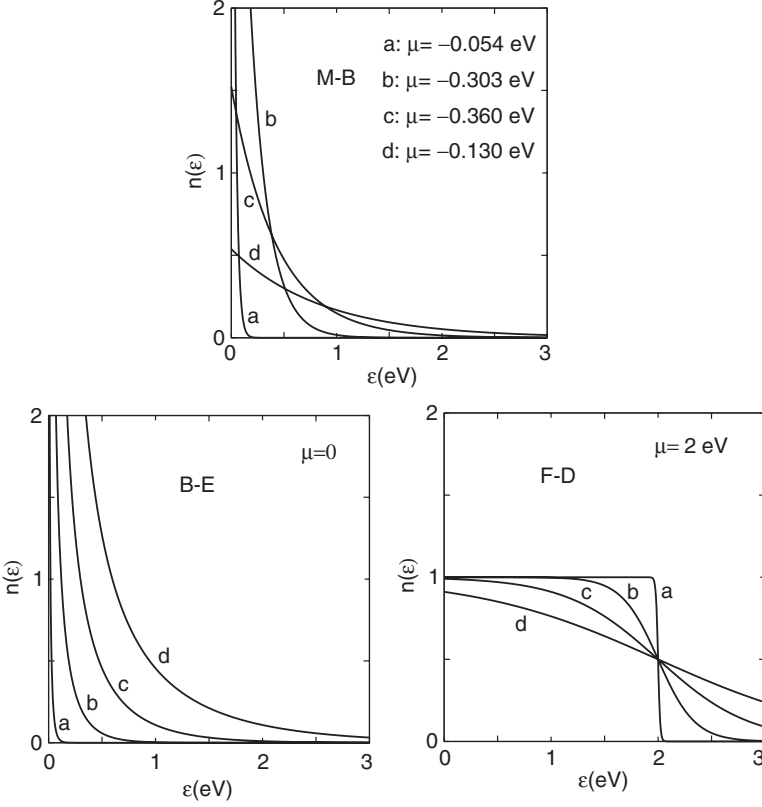 2
a: μ= −0.054 eV
M-B
b: μ= −0.303 eV
b
c: μ= −0.360 eV
d: μ= −0.130 eV
n(ε)
1
c
d
a
0
0
1
2
3
ε(eV)
2
μ=0
B-E
n(ε)
1
d
c
b
a
0
0
1
2
3
ε(eV)
2
μ= 2 eV
F-D
n(ε)
1
c
b
a
d
0
0
1
2
3
ε(eV)